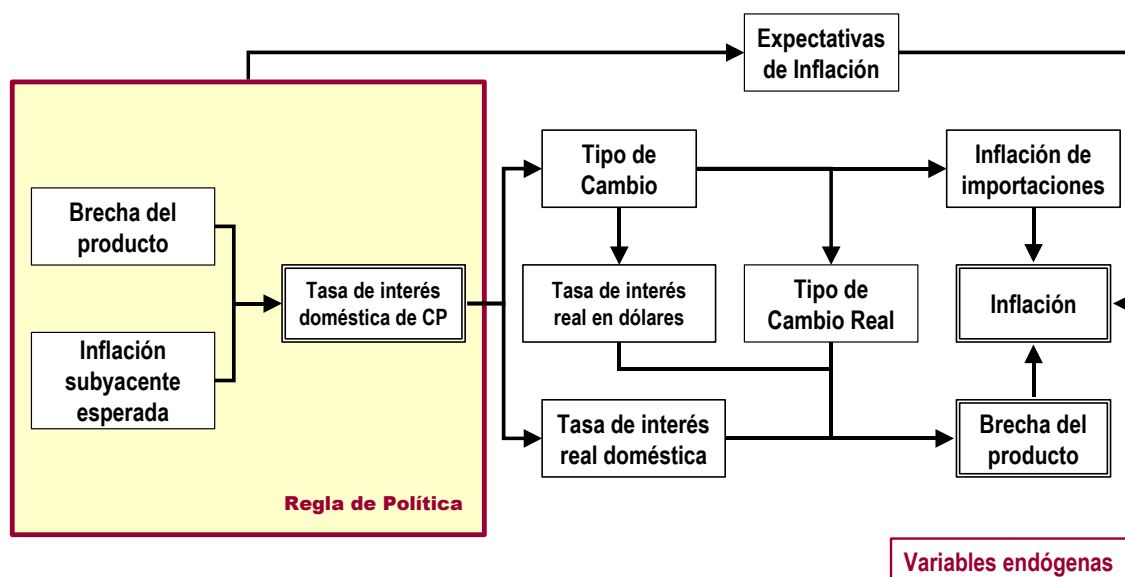 Expectativas
de Inflación
Tipo de
Cambio
Inflación de
importaciones
Brecha del
producto
Tasa de interés
doméstica de CP
Tasa de interés
real en dólares
Tipo de
Cambio Real
Inflación
Inflación
subyacente
esperada
Tasa de interés
real doméstica
Brecha del
producto
Regla de Política
Variables endógenas